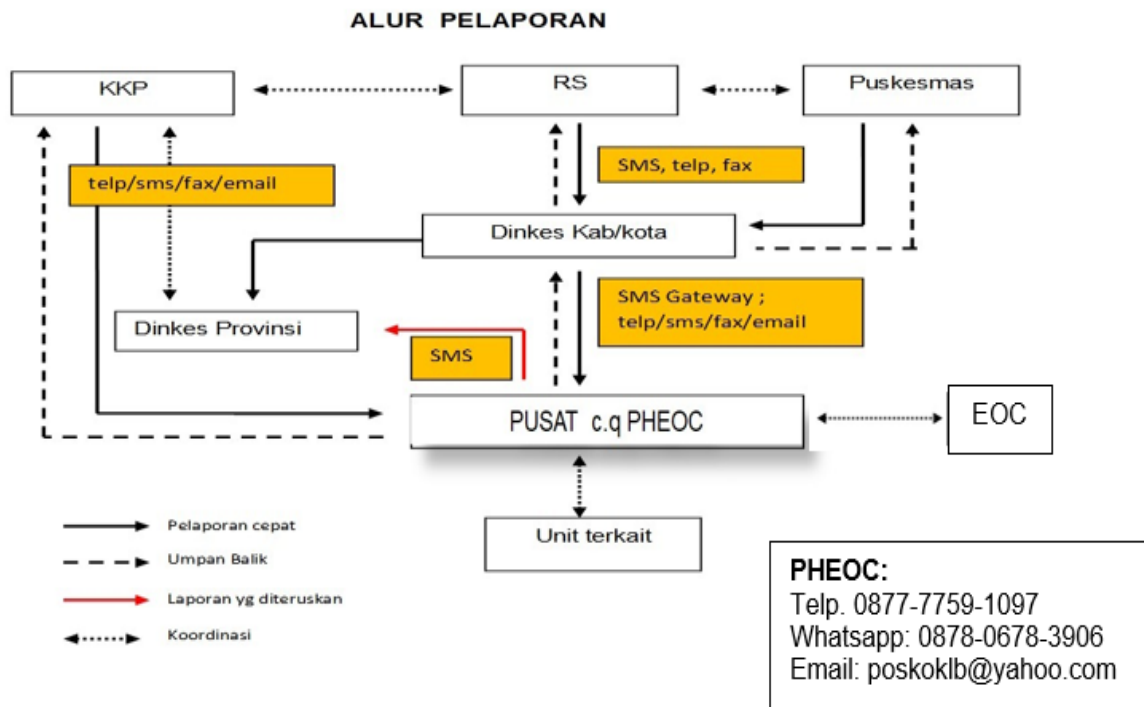 ALUR PELAPORAN
KKP
RS
Puskesmas
telp/sms/fax/email
SMS, telp, fax
Dinkes Kab/kota
SMS Gateway ;
telp/sms/fax/email
Dinkes Provinsi
SMS
PUSAT c.q PHEOC
EOC
Unit terkait
Pelaporan cepat
Umpan Balik
Laporan yg diteruskan
Koordinasi
PHEOC:
Telp. 0877-7759-1097
Whatsapp: 0878-0678-3906
Email: poskoklb@yahoo.com